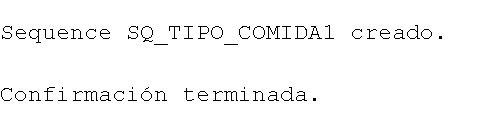 Sequence SQ_TIPO_COMIDA1 creado.
Confirmación terminada.